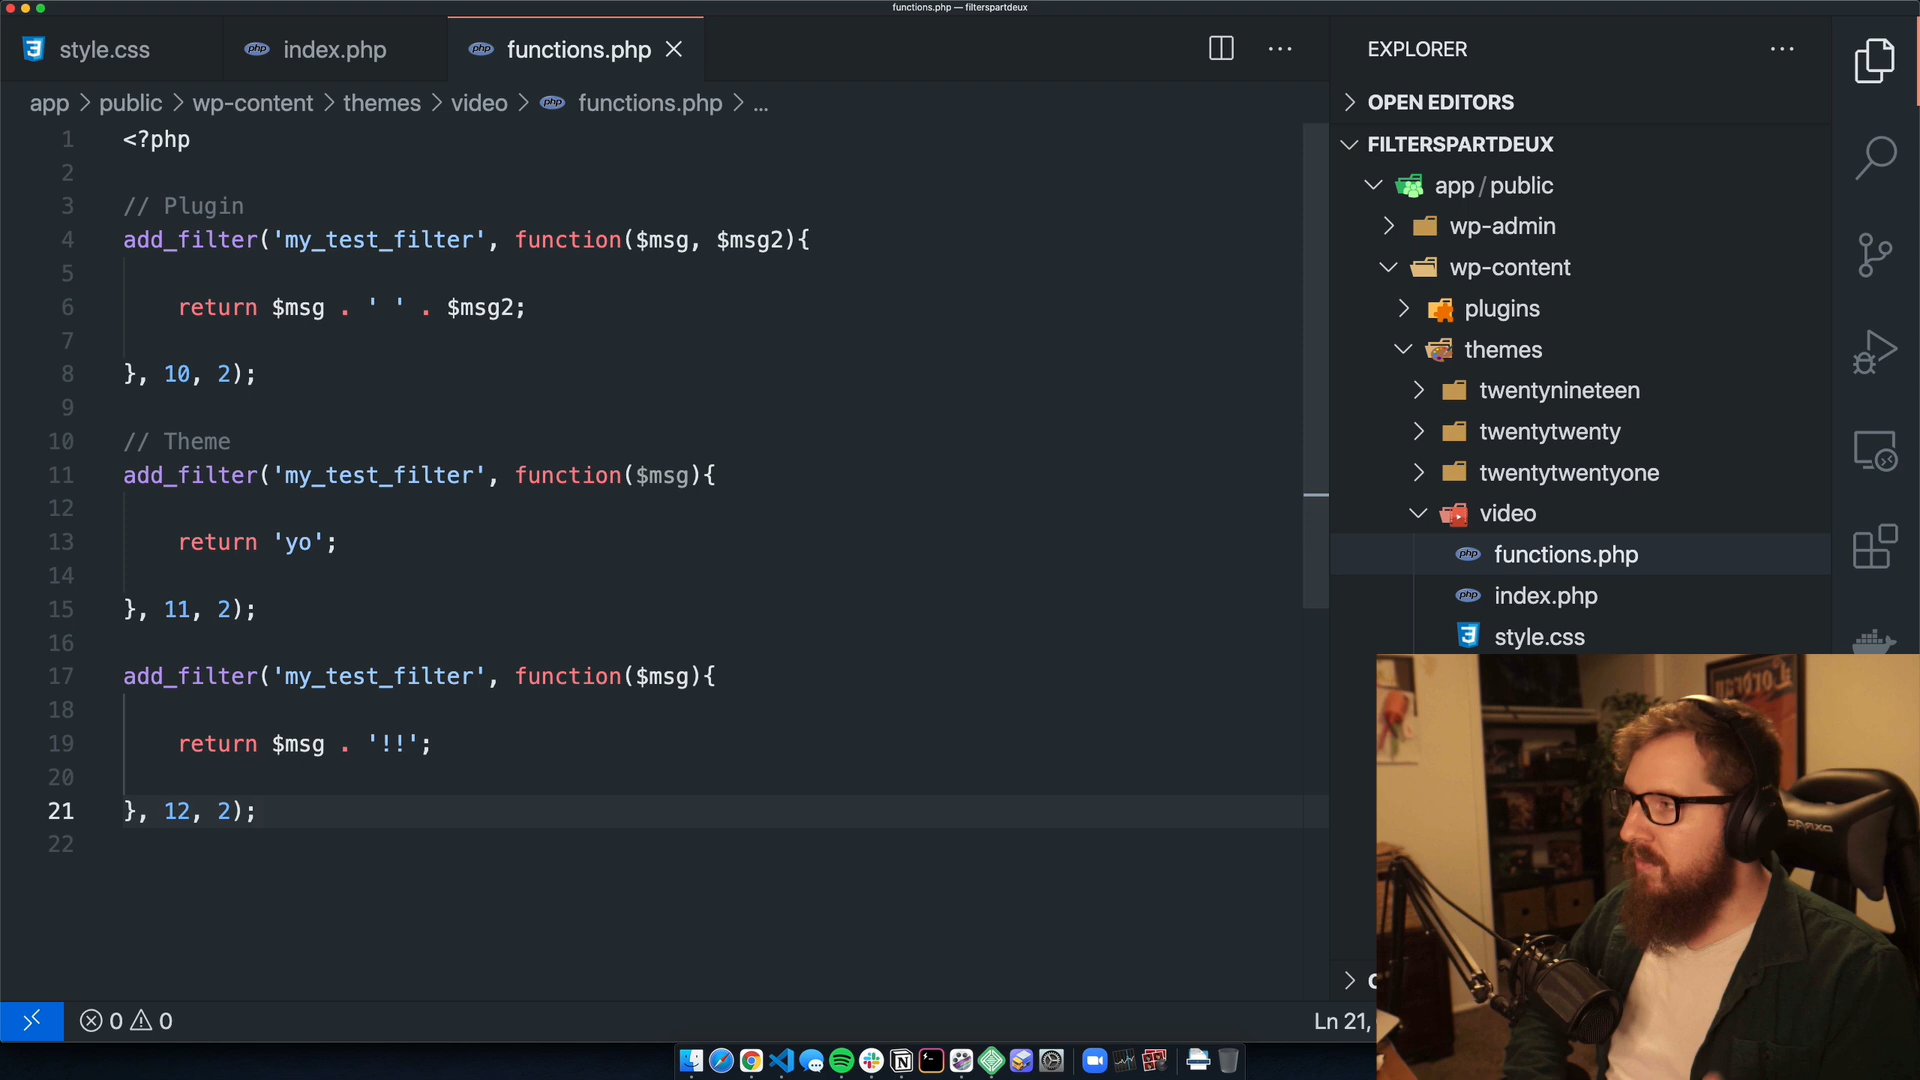 functions.php — filterspartdeux
style.css
php index.php
php functions.php
EXPLORER
app > public > wp-content > themes > video > php functions.php > ...
OPEN EDITORS
FILTERSPARTDEUX
app / public
wp-admin
wp-content
plugins
themes
twentynineteen
twentytwenty
twentytwentyone
video
php functions.php
php index.php
style.css
1 <?php
2
3 // Plugin
4 add_filter('my_test_filter', function($msg, $msg2){
5
6 return $msg . ' ' . $msg2;
7
8 }, 10, 2);
9
10 // Theme
11 add_filter('my_test_filter', function($msg){
12
13 return 'yo';
14
15 }, 11, 2);
16
17 add_filter('my_test_filter', function($msg){
18
19 return $msg . '!!';
20
21 }, 12, 2);
22
0 0
Ln 21,